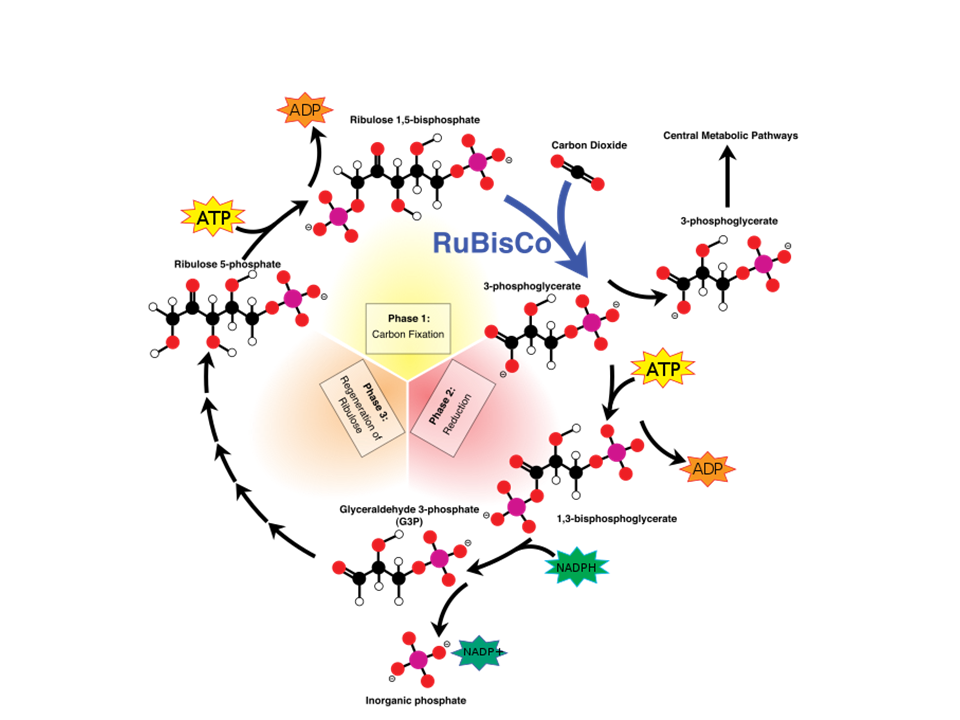 ADP
Ribulose 1,5-bisphosphate
Carbon Dioxide
Central Metabolic Pathways
ATP
RuBisCo
3-phosphoglycerate
Ribulose 5-phosphate
3-phosphoglycerate
Phase 1:
Carbon Fixation
Phase 3:
Regeneration of
Ribulose
Phase 2:
Reduction
ATP
ADP
1,3-bisphosphoglycerate
Glyceraldehyde 3-phosphate
(G3P)
NADPH
NADP+
Inorganic phosphate